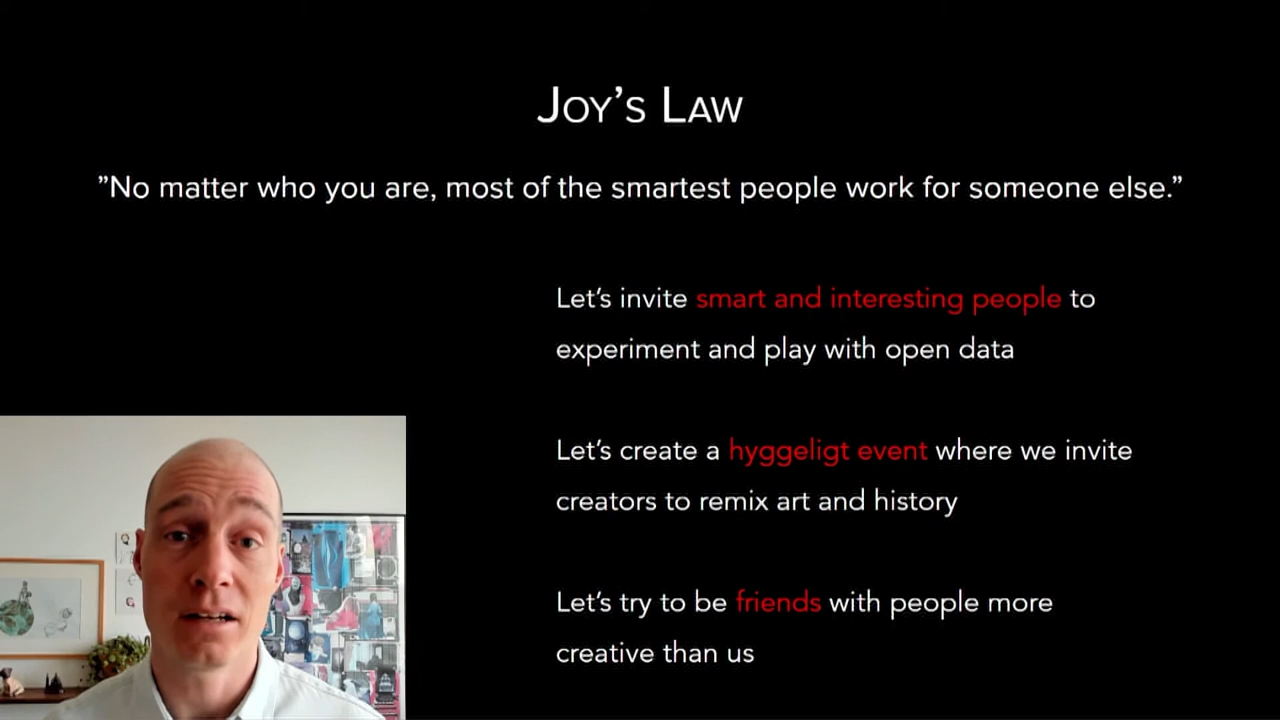 Joy’s Law
”No matter who you are, most of the smartest people work for someone else.”
Let’s invite smart and interesting people to
experiment and play with open data
Let’s create a hyggeligt event where we invite
creators to remix art and history
Let’s try to be friends with people more
creative than us